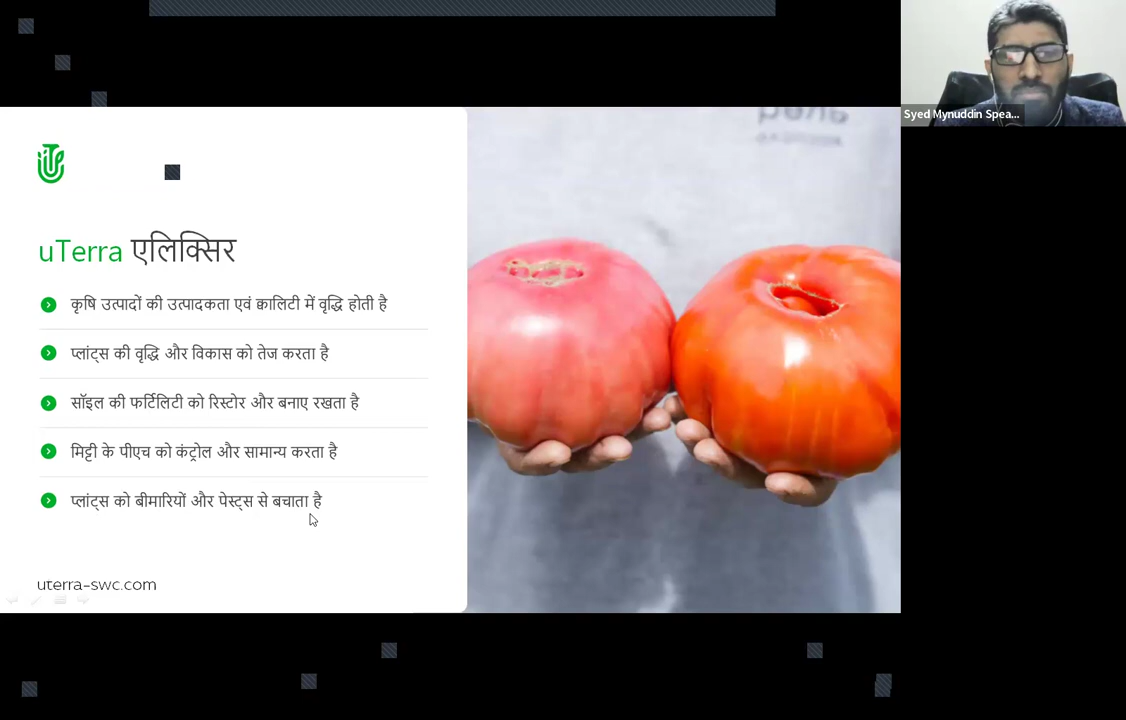 Syed Mynuddin Spea...
uTerra एलिक्सिर
कृषि उत्पादों की उत्पादकता एवं क्वालिटी में वृद्धि होती है
प्लांट्स की वृद्धि और विकास को तेज करता है
सॉइल की फर्टिलिटी को रिस्टोर और बनाए रखता है
मिट्टी के पीएच को कंट्रोल और सामान्य करता है
प्लांट्स को बीमारियों और पेस्ट्स से बचाता है
uterra-swc.com